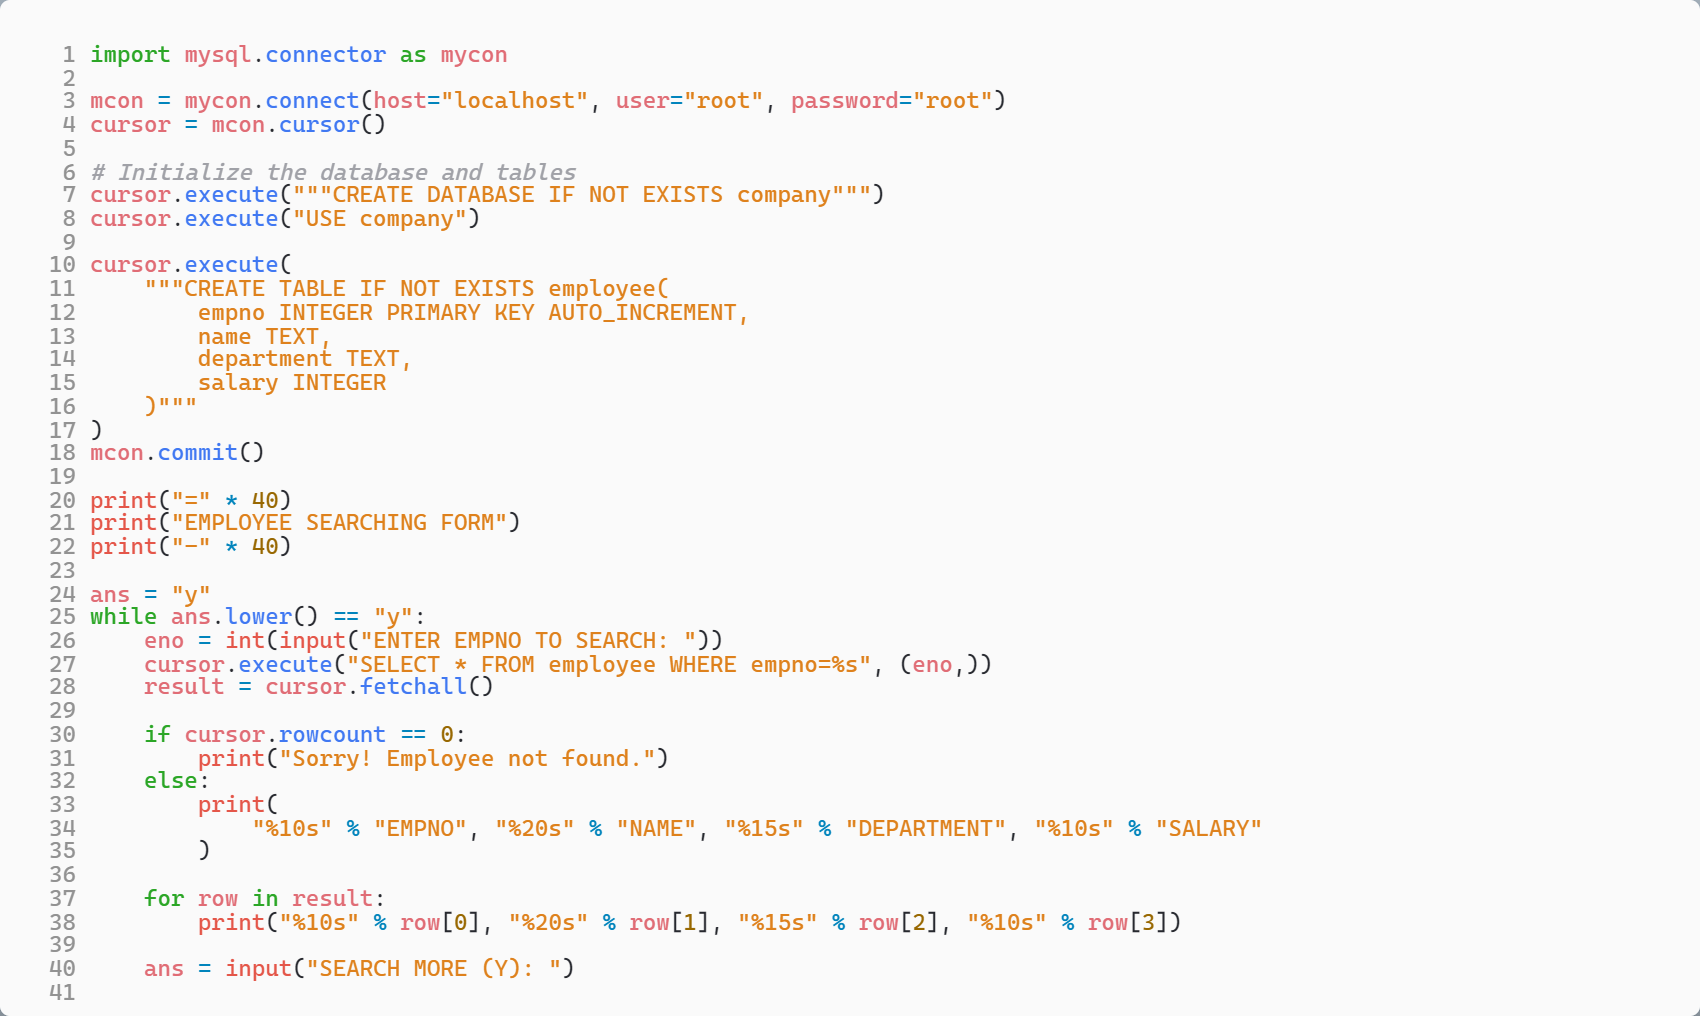 1 import mysql.connector as mycon
2
3 mcon = mycon.connect(host="localhost", user="root", password="root")
4 cursor = mcon.cursor()
5
6 # Initialize the database and tables
7 cursor.execute("""CREATE DATABASE IF NOT EXISTS company""")
8 cursor.execute("USE company")
9
10 cursor.execute(
11     """CREATE TABLE IF NOT EXISTS employee(
12         empno INTEGER PRIMARY KEY AUTO_INCREMENT,
13         name TEXT,
14         department TEXT,
15         salary INTEGER
16     )"""
17 )
18 mcon.commit()
19
20 print("=" * 40)
21 print("EMPLOYEE SEARCHING FORM")
22 print("-" * 40)
23
24 ans = "y"
25 while ans.lower() == "y":
26     eno = int(input("ENTER EMPNO TO SEARCH: "))
27     cursor.execute("SELECT * FROM employee WHERE empno=%s", (eno,))
28     result = cursor.fetchall()
29
30     if cursor.rowcount == 0:
31         print("Sorry! Employee not found.")
32     else:
33         print(
34             "%10s" % "EMPNO", "%20s" % "NAME", "%15s" % "DEPARTMENT", "%10s" % "SALARY"
35         )
36
37     for row in result:
38         print("%10s" % row[0], "%20s" % row[1], "%15s" % row[2], "%10s" % row[3])
39
40     ans = input("SEARCH MORE (Y): ")
41